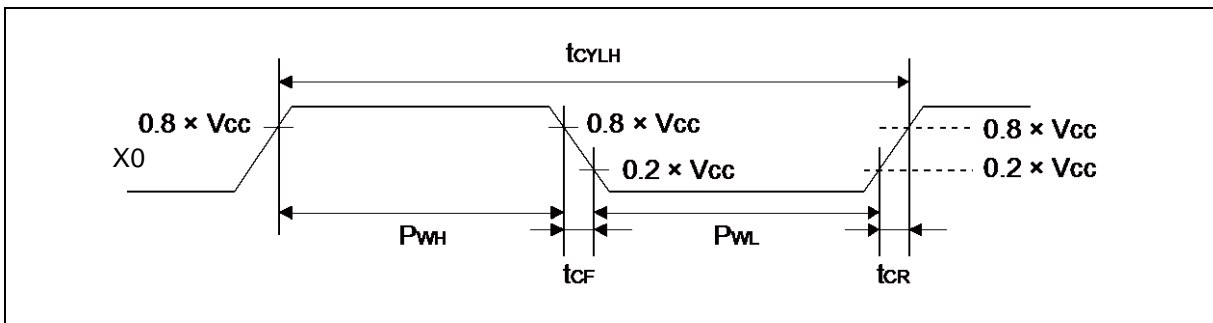 tCYLH
0.8 × Vcc
0.8 × Vcc
0.8 × Vcc
X0
0.2 × Vcc
0.2 × Vcc
PWH
PWL
tCF
tCR